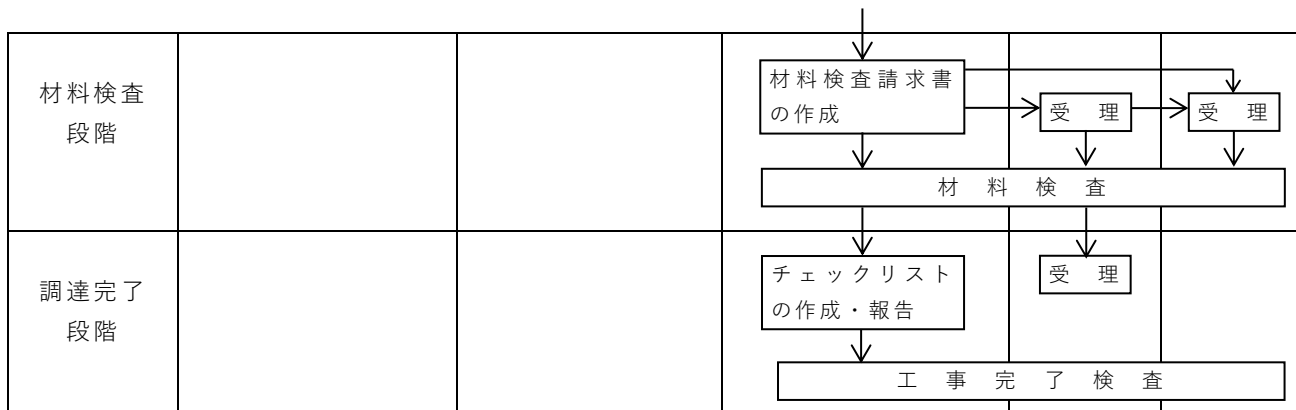 材料検査
段階
材料検査請求書
の作成
受理
受理
材料検査
調達完了
段階
チェックリスト
の作成・報告
受理
工事完了検査